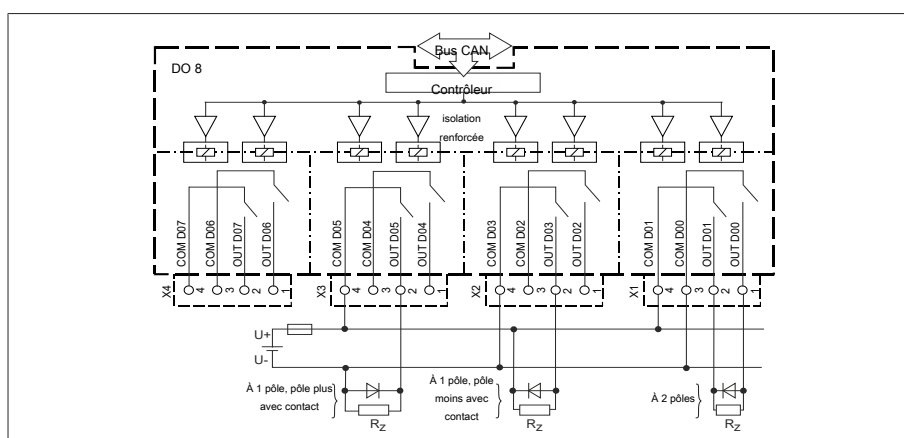 Bus CAN
DO 8
Contrôleur
isolation
renforcée
COM D07
COM D06
OUT D07
OUT D06
COM D05
COM D04
OUT D05
OUT D04
COM D03
COM D02
OUT D03
OUT D02
COM D01
COM D00
OUT D01
OUT D00
X4
4
3
2
1
X3
4
3
2
1
X2
4
3
2
1
X1
4
3
2
1
U+
U-
À 1 pôle, pôle plus
avec contact
RZ
À 1 pôle, pôle
moins avec
contact
RZ
À 2 pôles
RZ